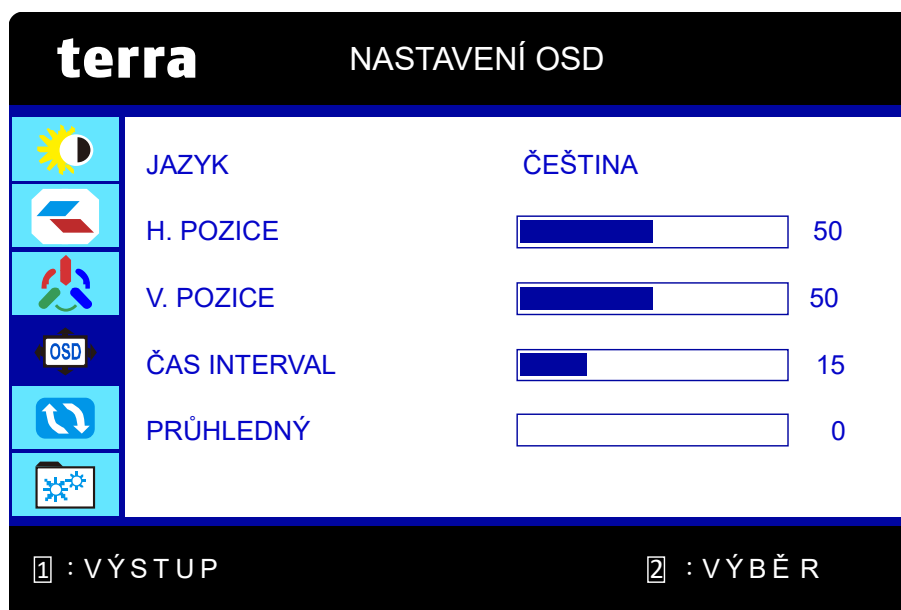 terra NASTAVENÍ OSD
JAZYK ČEŠTINA
H. POZICE 50
V. POZICE 50
OSD
ČAS INTERVAL 15
PRŮHLEDNÝ 0
1 : VÝSTUP 2 : VÝBĚR